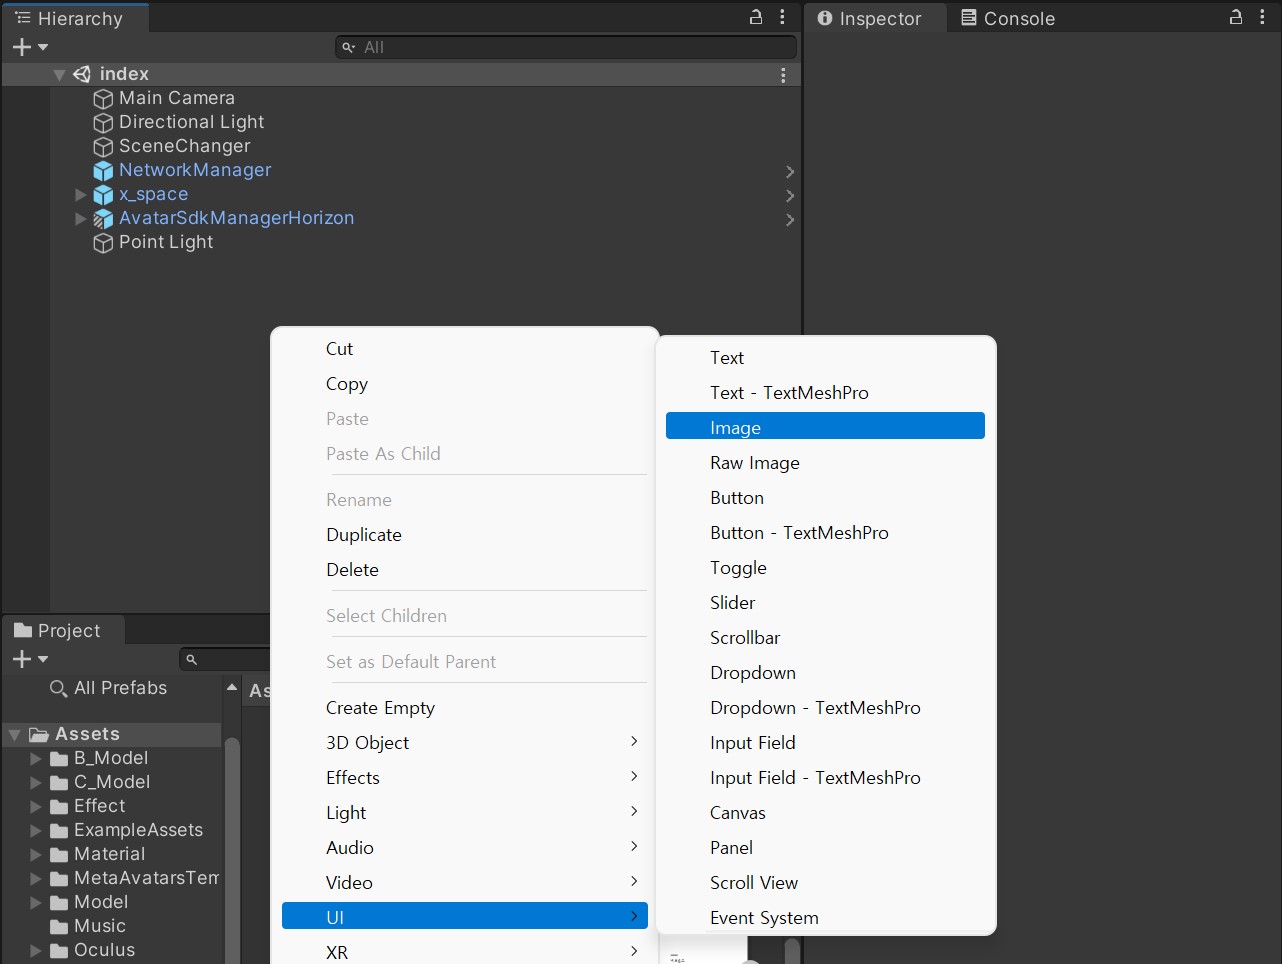 Hierarchy
Inspector
Console
All
index
Main Camera
Directional Light
SceneChanger
NetworkManager
x_space
AvatarSdkManagerHorizon
Point Light
Cut
Copy
Paste
Paste As Child
Rename
Duplicate
Delete
Select Children
Set as Default Parent
Create Empty
3D Object
Effects
Light
Audio
Video
UI
XR
Text
Text - TextMeshPro
Image
Raw Image
Button
Button - TextMeshPro
Toggle
Slider
Scrollbar
Dropdown
Dropdown - TextMeshPro
Input Field
Input Field - TextMeshPro
Canvas
Panel
Scroll View
Event System
Project
All Prefabs
As
Assets
B_Model
C_Model
Effect
ExampleAssets
Material
MetaAvatarsTem
Model
Music
Oculus